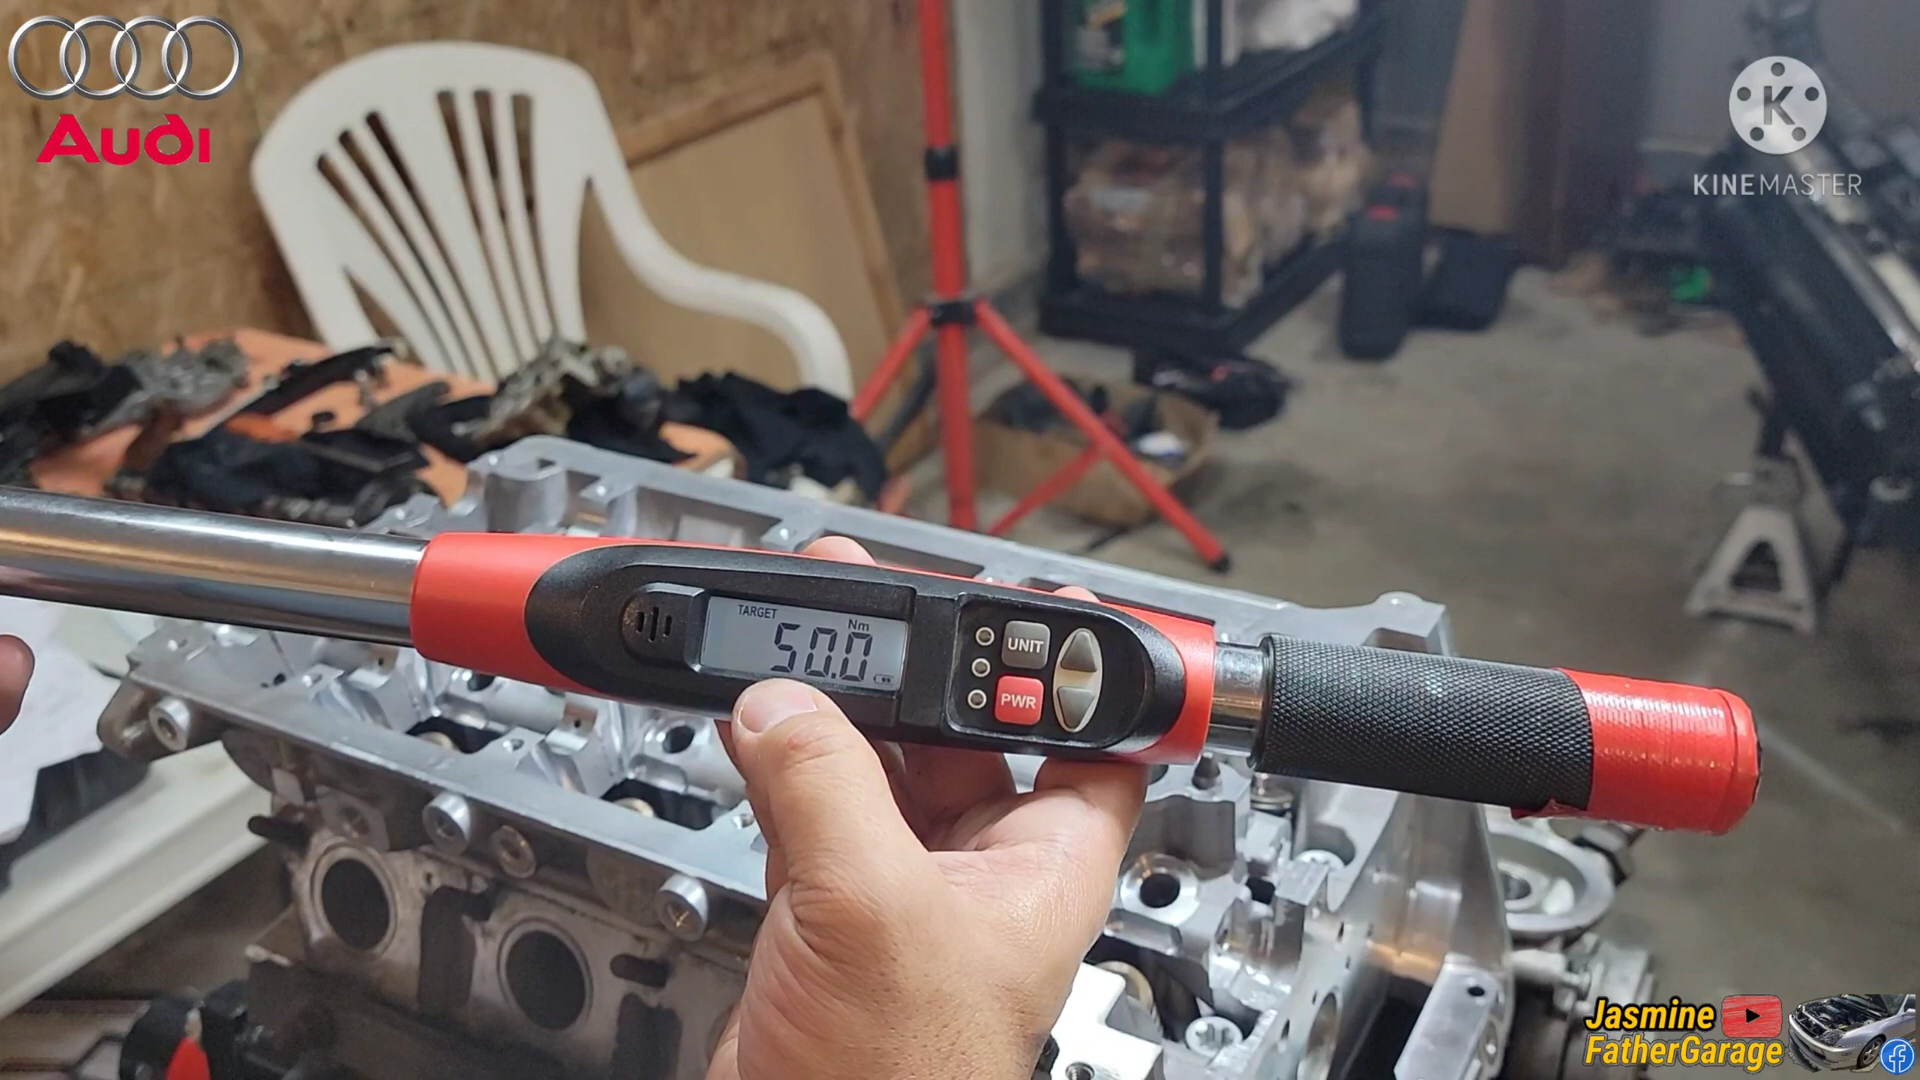 Audi
K
KINEMASTER
TARGET
Nm
50.0
UNIT
PWR
Jasmine
FatherGarage
f